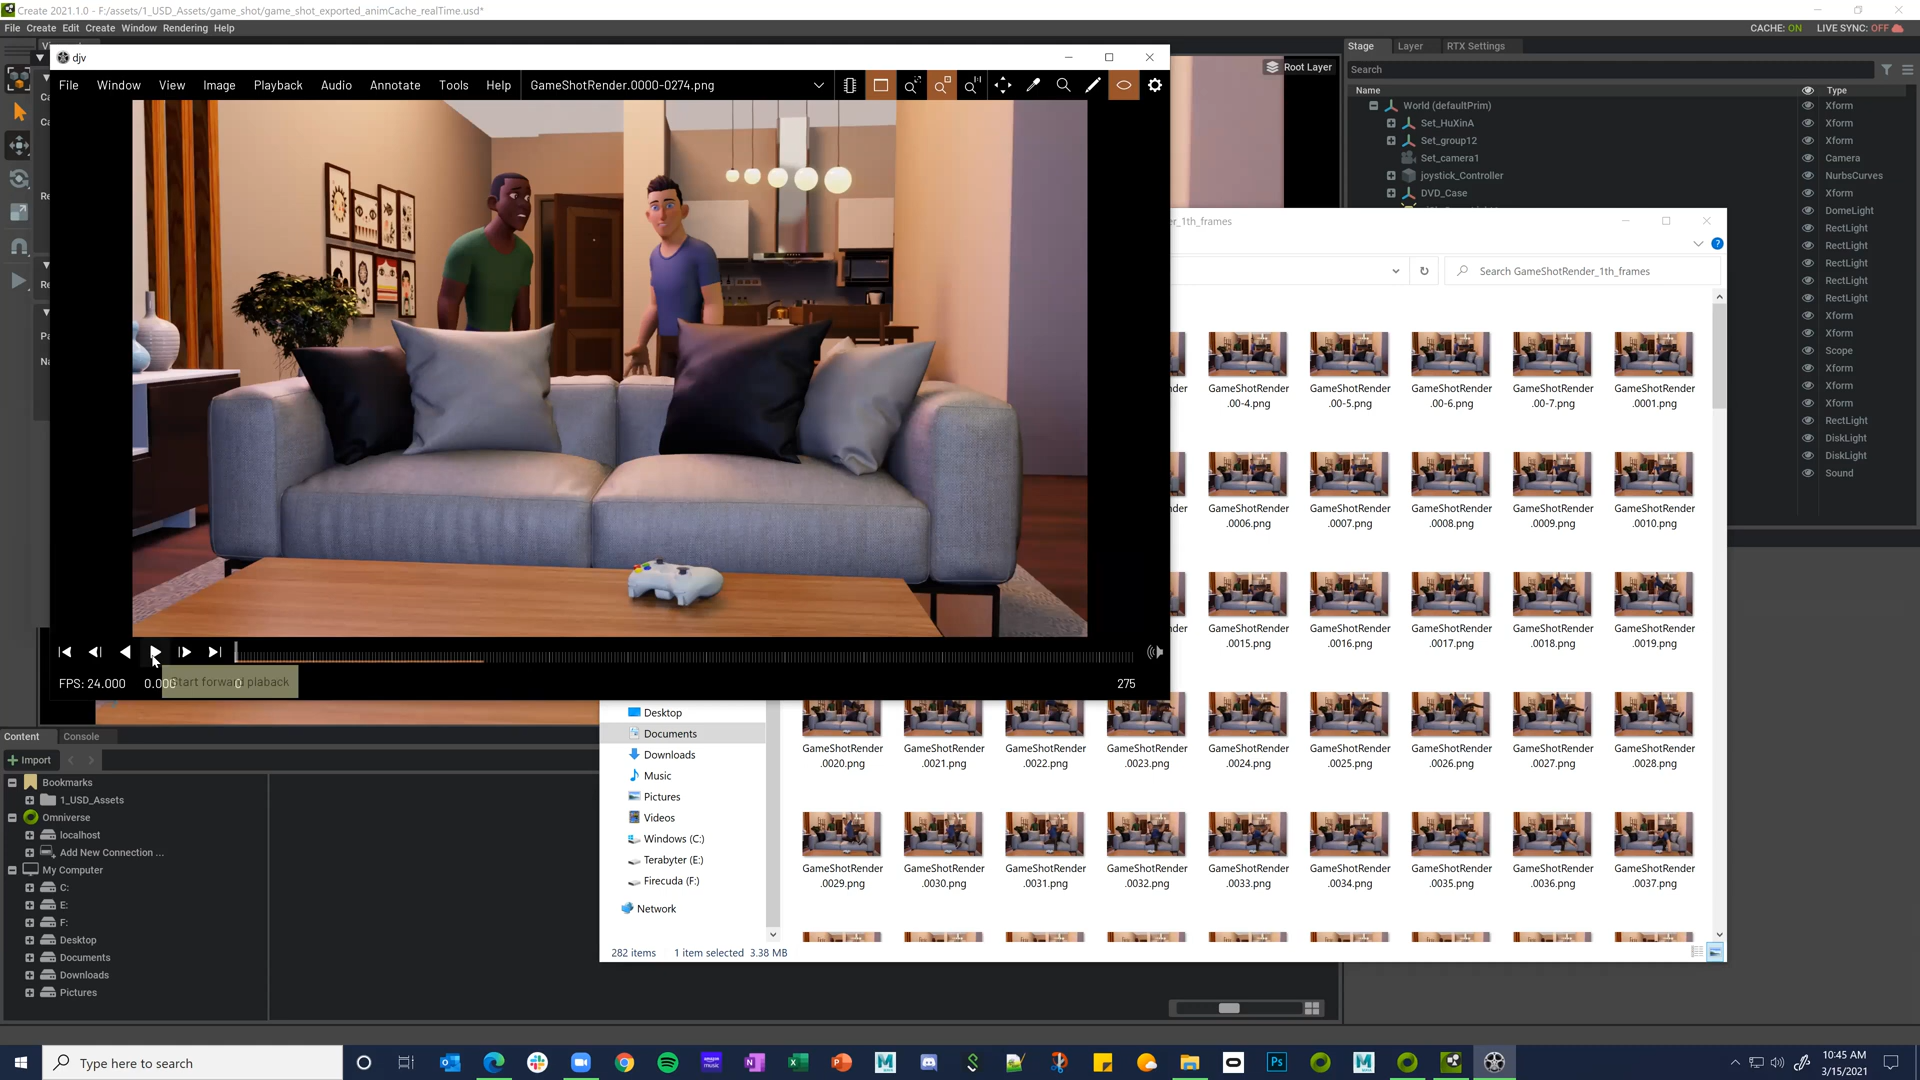 Create 2021.1.0 - F:/assets/1_USD_Assets/game_shot/game_shot_exported_animCache_realTime.usd*
File Create Edit Create Window Rendering Help
CACHE: ON LIVE SYNC: OFF
djv
File Window View Image Playback Audio Annotate Tools Help GameShotRender.0000-0274.png
FPS: 24.000
Start forward plaback
0
275
Root Layer
Stage Layer RTX Settings
Search
Name Type
World (defaultPrim) Xform
Set_HuXinA Xform
Set_group12 Xform
Set_camera1 Camera
joystick_Controller NurbsCurves
DVD_Case Xform
DomeLight
RectLight
RectLight
RectLight
RectLight
RectLight
Xform
Xform
Scope
Xform
Xform
Xform
RectLight
DiskLight
DiskLight
Sound
er_1th_frames
Search GameShotRender_1th_frames
der GameShotRender GameShotRender GameShotRender GameShotRender GameShotRender
.00-4.png .00-5.png .00-6.png .00-7.png .0001.png
der GameShotRender GameShotRender GameShotRender GameShotRender GameShotRender
.0006.png .0007.png .0008.png .0009.png .0010.png
der GameShotRender GameShotRender GameShotRender GameShotRender GameShotRender
.0015.png .0016.png .0017.png .0018.png .0019.png
GameShotRender GameShotRender GameShotRender GameShotRender GameShotRender GameShotRender GameShotRender GameShotRender GameShotRender
.0020.png .0021.png .0022.png .0023.png .0024.png .0025.png .0026.png .0027.png .0028.png
GameShotRender GameShotRender GameShotRender GameShotRender GameShotRender GameShotRender GameShotRender GameShotRender GameShotRender
.0029.png .0030.png .0031.png .0032.png .0033.png .0034.png .0035.png .0036.png .0037.png
Desktop
Documents
Downloads
Music
Pictures
Videos
Windows (C:)
Terabyter (E:)
Firecuda (F:)
Network
282 items 1 item selected 3.38 MB
Content Console
Import
Bookmarks
1_USD_Assets
Omniverse
localhost
Add New Connection ...
My Computer
C:
E:
F:
Desktop
Documents
Downloads
Pictures
Type here to search
10:45 AM
3/15/2021